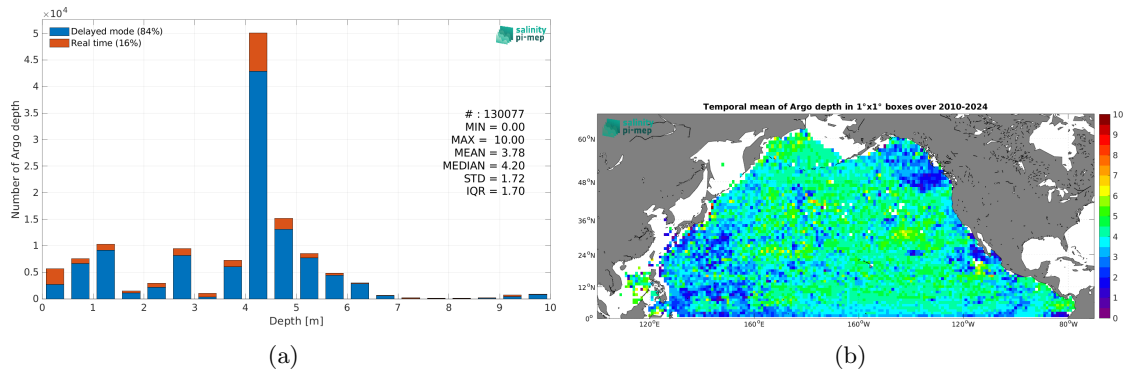 ×10⁴
Delayed mode (84%)
Real time (16%)
salinity
pi-mep
5
4.5
4
3.5
3
2.5
2
1.5
1
0.5
0
Number of Argo depth
# : 130077
MIN = 0.00
MAX = 10.00
MEAN = 3.78
MEDIAN = 4.20
STD = 1.72
IQR = 1.70
0 1 2 3 4 5 6 7 8 9 10
Depth [m]
(a)
Temporal mean of Argo depth in 1°x1° boxes over 2010-2024
salinity
pi-mep
60°N
48°N
36°N
24°N
12°N
0°
120°E 160°E 160°W 120°W 80°W
10
9
8
7
6
5
4
3
2
1
0
(b)